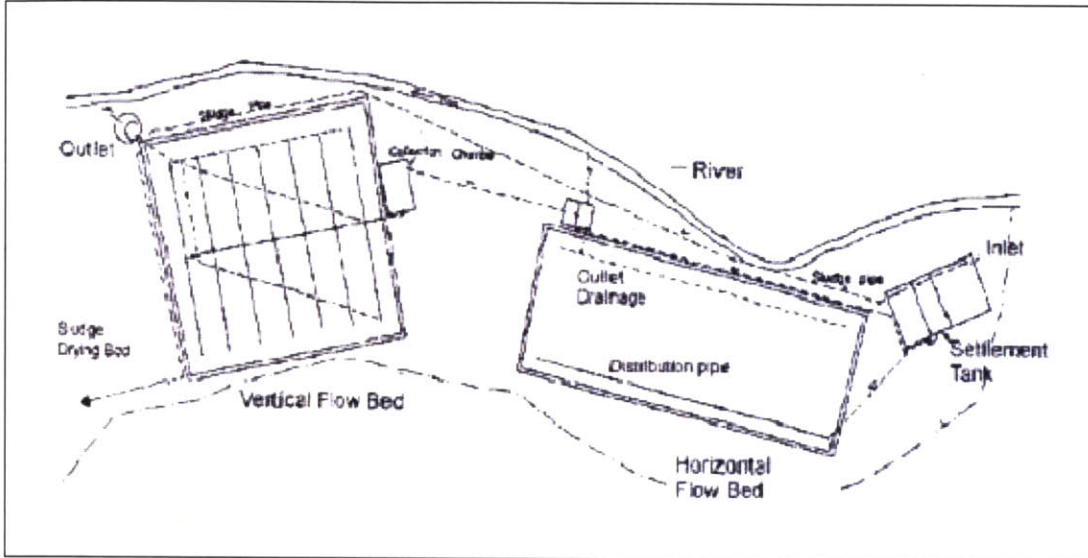 Sludge Pipe
Outlet
Collection Chamber
River
Inlet
Outlet
Drainage
Sludge pipe
Sludge
Drying Bed
Settlement
Tank
Distribution pipe
Vertical Flow Bed
Horizontal
Flow Bed